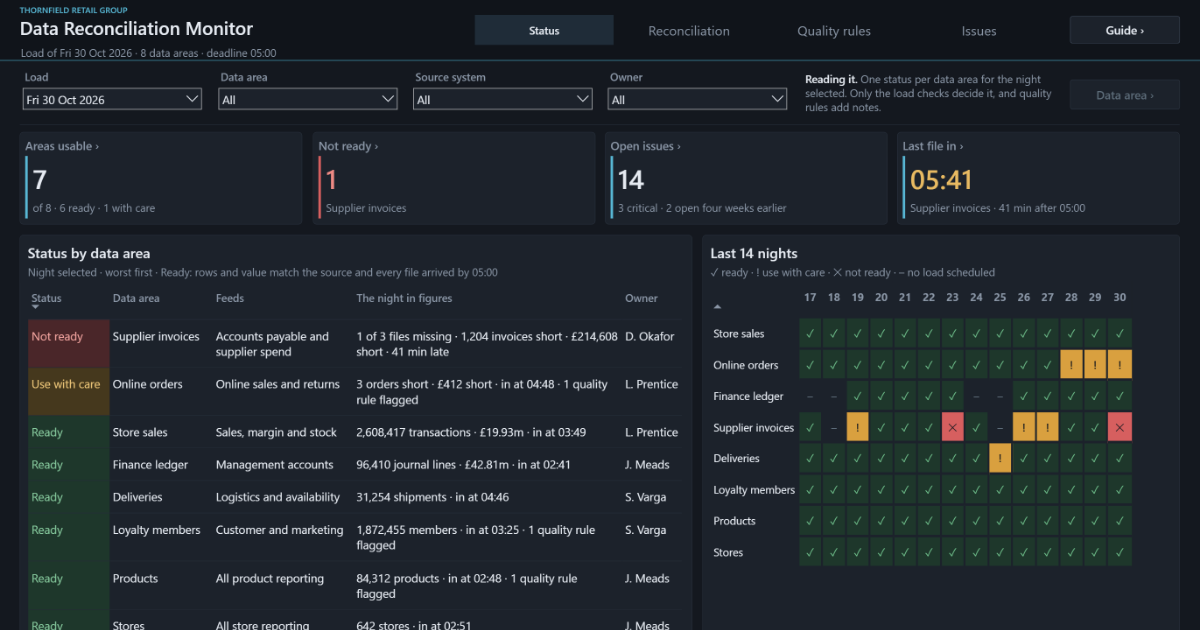 THORNFIELD RETAIL GROUP
Data Reconciliation Monitor
Load of Fri 30 Oct 2026 · 8 data areas · deadline 05:00
Status
Reconciliation
Quality rules
Issues
Guide ›
Load
Fri 30 Oct 2026
Data area
All
Source system
All
Owner
All
Reading it. One status per data area for the night
selected. Only the load checks decide it, and quality
rules add notes.
Data area ›
Areas usable ›
7
of 8 · 6 ready · 1 with care
Not ready ›
1
Supplier invoices
Open issues ›
14
3 critical · 2 open four weeks earlier
Last file in ›
05:41
Supplier invoices · 41 min after 05:00
Status by data area
Night selected · worst first · Ready: rows and value match the source and every file arrived by 05:00
Status Data area Feeds The night in figures Owner
Not ready Supplier invoices Accounts payable and 1 of 3 files missing · 1,204 invoices short · £214,608 D. Okafor
supplier spend short · 41 min late
Use with care Online orders Online sales and returns 3 orders short · £412 short · in at 04:48 · 1 quality L. Prentice
rule flagged
Ready Store sales Sales, margin and stock 2,608,417 transactions · £19.93m · in at 03:49 L. Prentice
Ready Finance ledger Management accounts 96,410 journal lines · £42.81m · in at 02:41 J. Meads
Ready Deliveries Logistics and availability 31,254 shipments · in at 04:46 S. Varga
Ready Loyalty members Customer and marketing 1,872,455 members · in at 03:25 · 1 quality rule S. Varga
flagged
Ready Products All product reporting 84,312 products · in at 02:48 · 1 quality rule J. Meads
flagged
Ready Stores All store reporting 642 stores · in at 02:51 J. Meads
Last 14 nights
✓ ready · ! use with care · ✕ not ready · – no load scheduled
17 18 19 20 21 22 23 24 25 26 27 28 29 30
Store sales ✓ ✓ ✓ ✓ ✓ ✓ ✓ ✓ ✓ ✓ ✓ ✓ ✓ ✓
Online orders ✓ ✓ ✓ ✓ ✓ ✓ ✓ ✓ ✓ ✓ ✓ ! ! !
Finance ledger – – ✓ ✓ ✓ ✓ ✓ – – ✓ ✓ ✓ ✓ ✓
Supplier invoices ✓ – ! ✓ ✓ ✓ ✕ ✓ – ! ! ✓ ✓ ✕
Deliveries ✓ ✓ ✓ ✓ ✓ ✓ ✓ ✓ ! ✓ ✓ ✓ ✓ ✓
Loyalty members ✓ ✓ ✓ ✓ ✓ ✓ ✓ ✓ ✓ ✓ ✓ ✓ ✓ ✓
Products ✓ ✓ ✓ ✓ ✓ ✓ ✓ ✓ ✓ ✓ ✓ ✓ ✓ ✓
Stores ✓ ✓ ✓ ✓ ✓ ✓ ✓ ✓ ✓ ✓ ✓ ✓ ✓ ✓